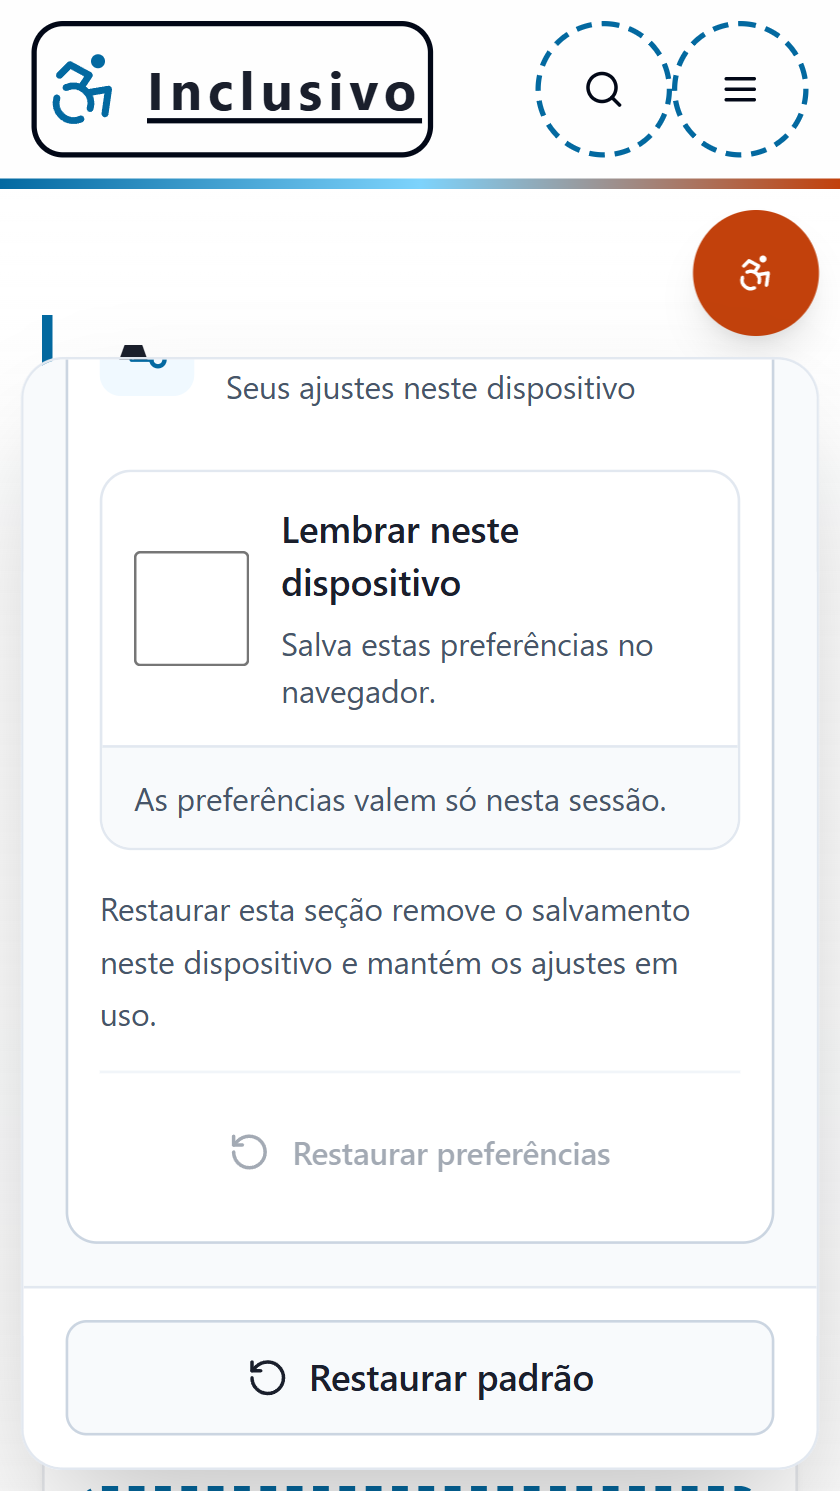 Inclusivo
Seus ajustes neste dispositivo
Lembrar neste
dispositivo
Salva estas preferências no
navegador.
As preferências valem só nesta sessão.
Restaurar esta seção remove o salvamento
neste dispositivo e mantém os ajustes em
uso.
Restaurar preferências
Restaurar padrão